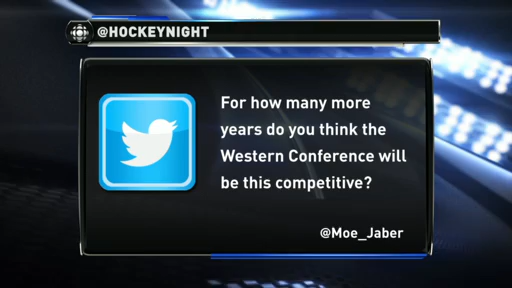 @HOCKEYNIGHT
For how many more
years do you think the
Western Conference will
be this competitive?
@Moe_Jaber